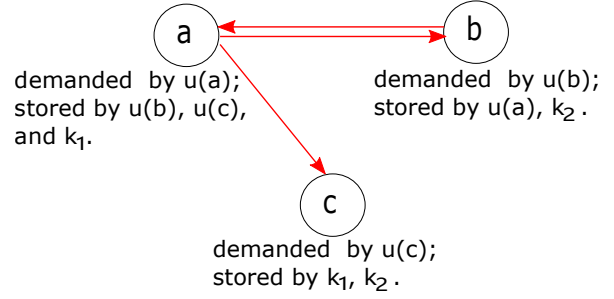 a
b
demanded by u(a);
stored by u(b), u(c),
and k₁.
demanded by u(b);
stored by u(a), k₂ .
c
demanded by u(c);
stored by k₁, k₂ .